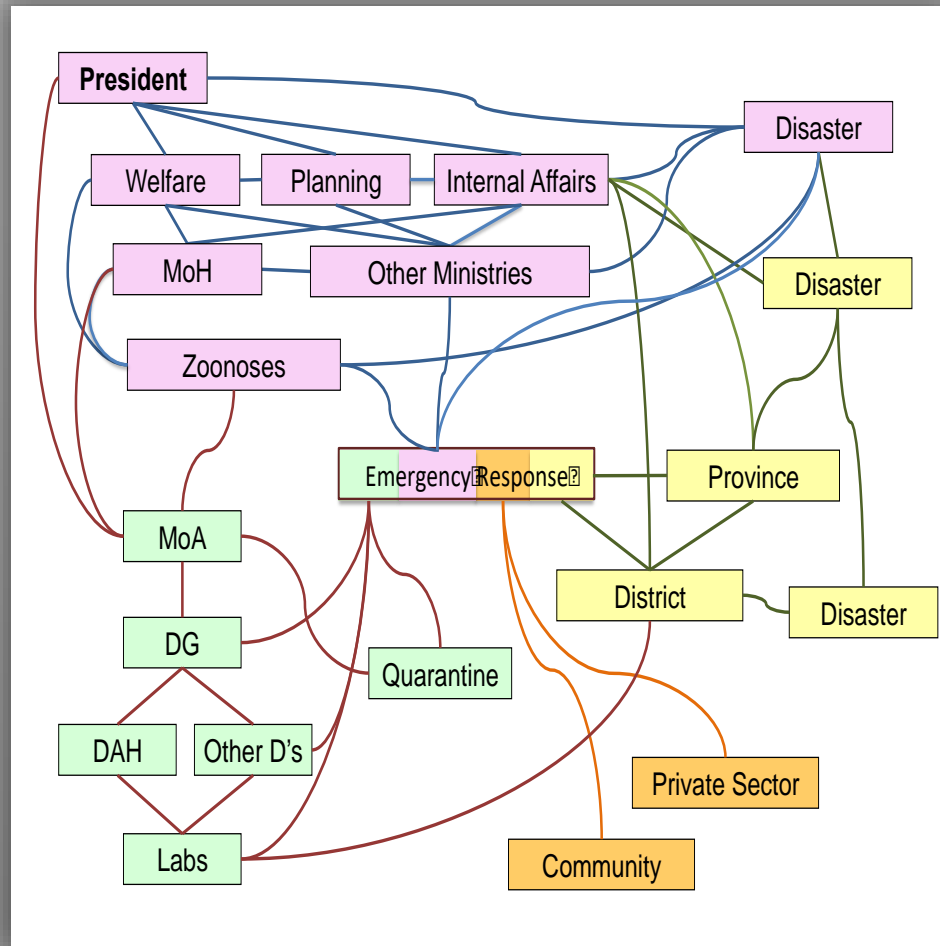 President
Disaster
Welfare
Planning
Internal Affairs
MoH
Other Ministries
Disaster
Zoonoses
Emergency Response
Province
MoA
District
Disaster
DG
Quarantine
DAH
Other D’s
Private Sector
Labs
Community